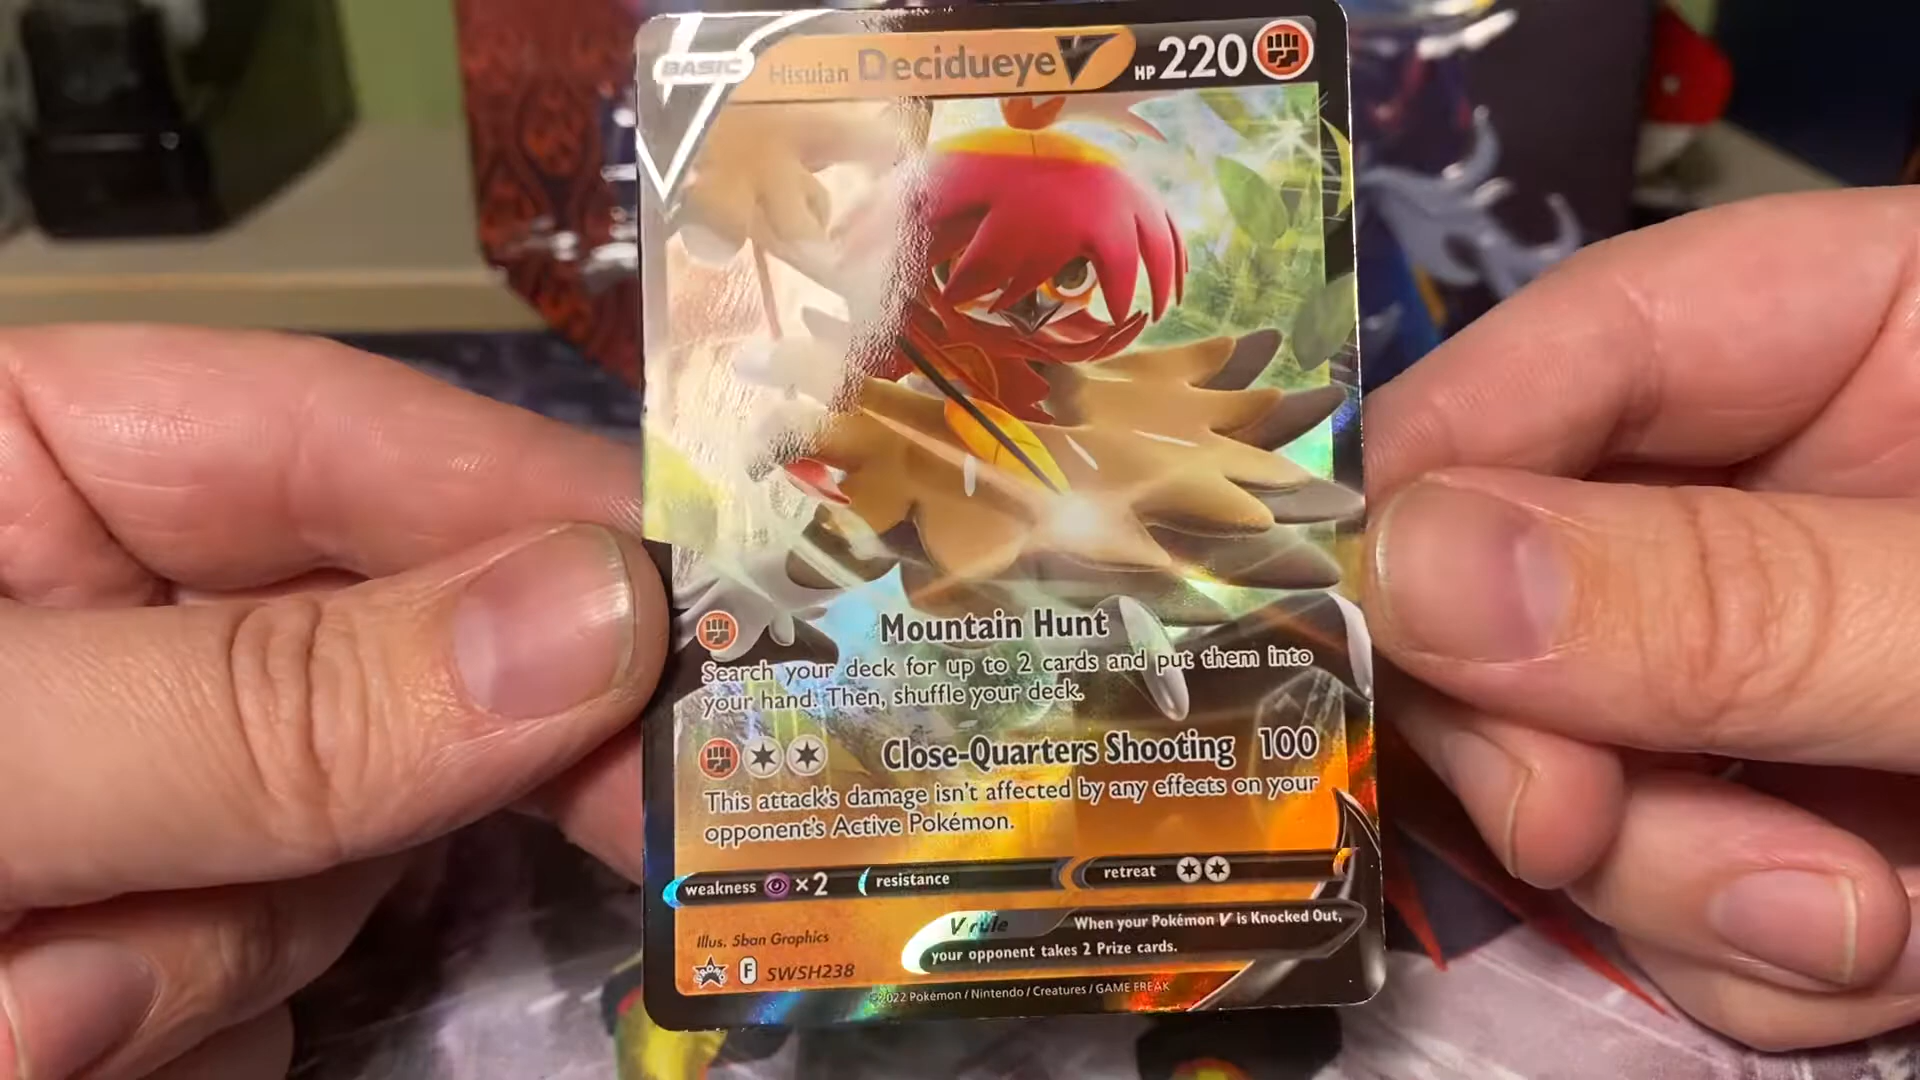 BASIC Hisuian Decidueye V HP 220
Mountain Hunt
Search your deck for up to 2 cards and put them into
your hand. Then, shuffle your deck.
Close-Quarters Shooting 100
This attack's damage isn't affected by any effects on your
opponent's Active Pokémon.
weakness ×2 resistance retreat
V rule When your Pokémon V is Knocked Out,
your opponent takes 2 Prize cards.
Illus. 5ban Graphics
PROMO F SWSH238
©2022 Pokémon / Nintendo / Creatures / GAME FREAK